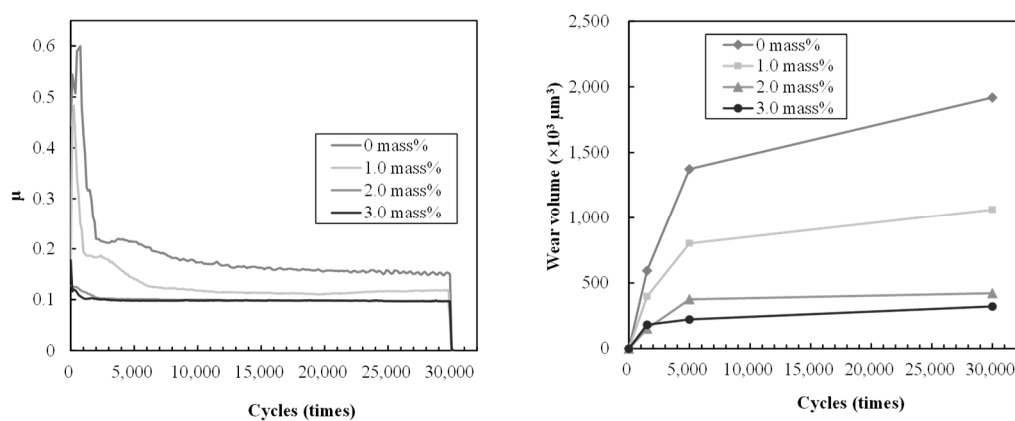 0.6
0.5
0.4
0.3
0.2
0.1
0
μ
0 mass%
1.0 mass%
2.0 mass%
3.0 mass%
0 5,000 10,000 15,000 20,000 25,000 30,000
Cycles (times)
2,500
2,000
1,500
1,000
500
0
Wear volume (×10³ μm³)
0 mass%
1.0 mass%
2.0 mass%
3.0 mass%
0 5,000 10,000 15,000 20,000 25,000 30,000
Cycles (times)